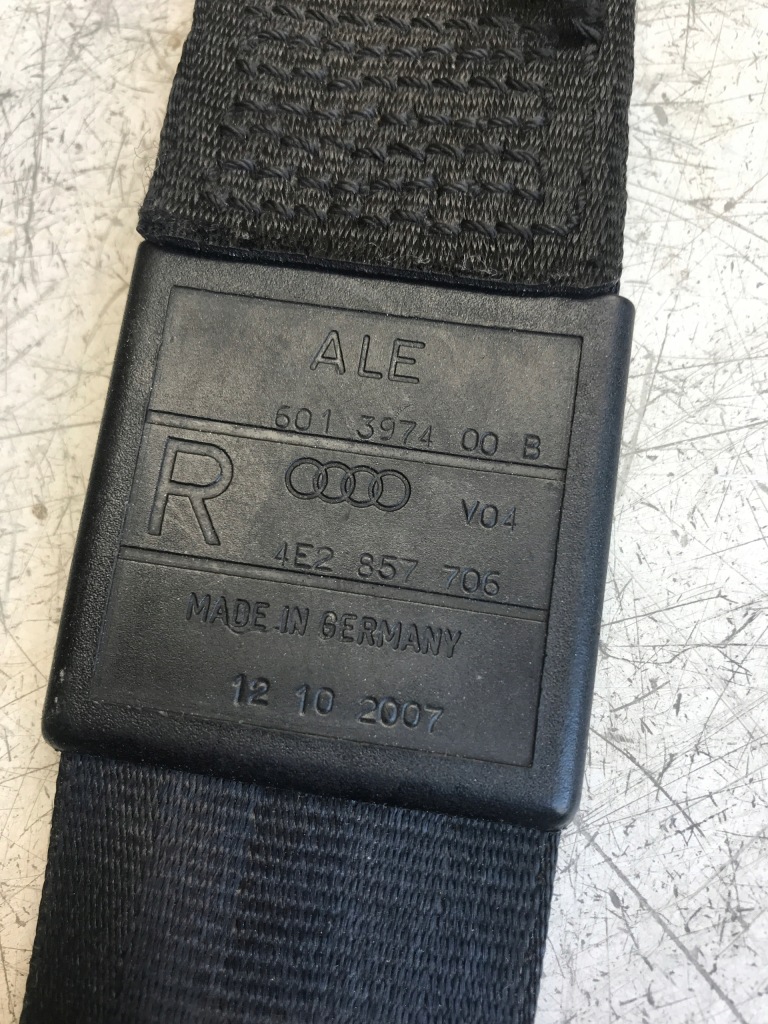 ALE
601 3974 00 B
R
V04
4E2 857 706
MADE IN GERMANY
12 10 2007